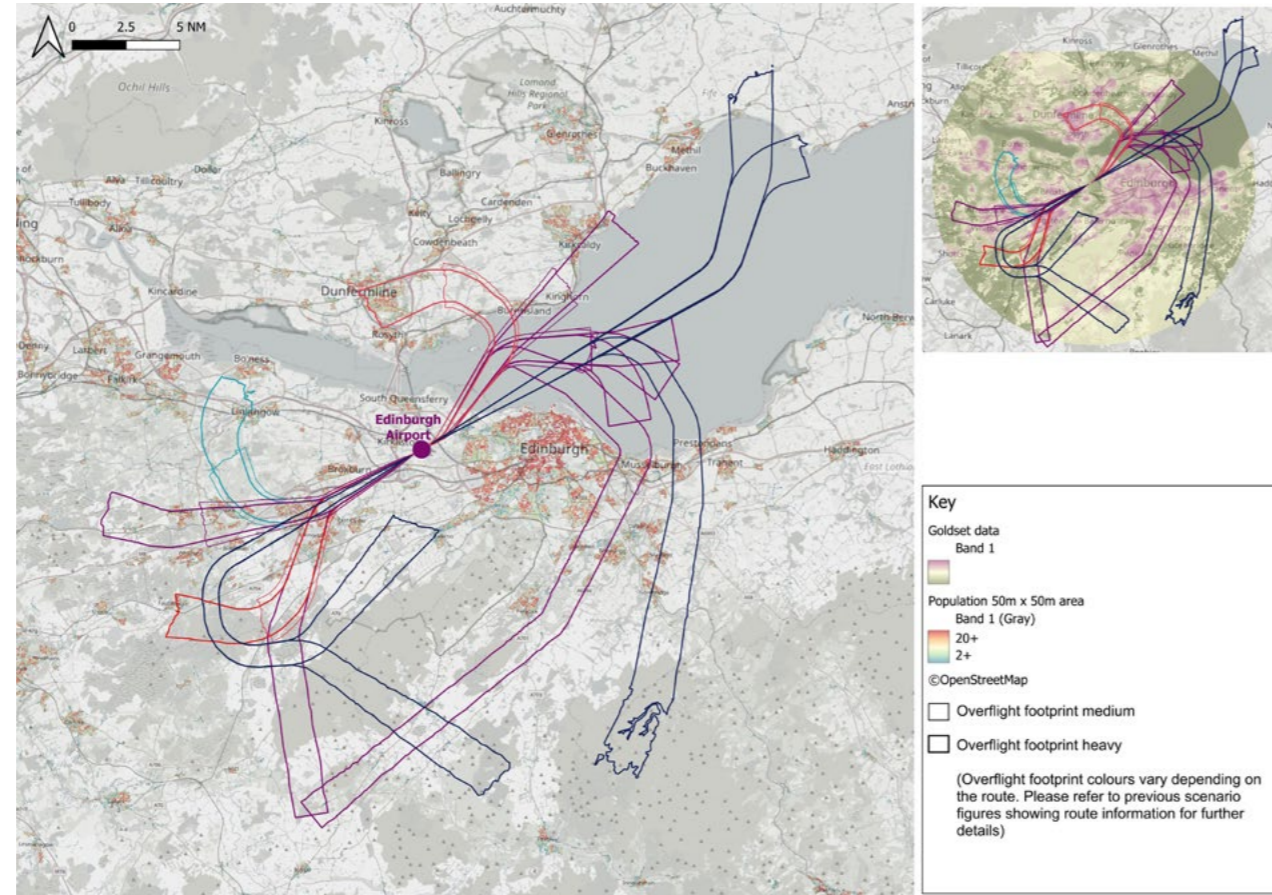 0 2.5 5 NM
Auchtermuchty
Ochil Hills
Lomond
Hills Regional
Park
Fife
Kinross
Glenrothes
Methil
Buckhaven
Dollar
Alva Tillicoultry
Tullibody
Alloa
Ballingry
Cardenden
Kelty
Lochgelly
Cowdenbeath
Kirkcaldy
Kincardine
Dunfermline
Kinghorn
Burntisland
Rosyth
North Berw
Denny
Larbert
Grangemouth
Bo'ness
Bonnybridge
Falkirk
Linlithgow
South Queensferry
Edinburgh
Airport
Broxburn
Edinburgh
Musselburgh
Prestonpans
Tranent
Haddington
East Lothian
Kinross
Glenrothes
Methil
Tillicoult
Dunfermline
Edinburgh
Carluke
Lanark
Key
Goldset data
Band 1
Population 50m x 50m area
Band 1 (Gray)
20+
2+
©OpenStreetMap
Overflight footprint medium
Overflight footprint heavy
(Overflight footprint colours vary depending on
the route. Please refer to previous scenario
figures showing route information for further
details)